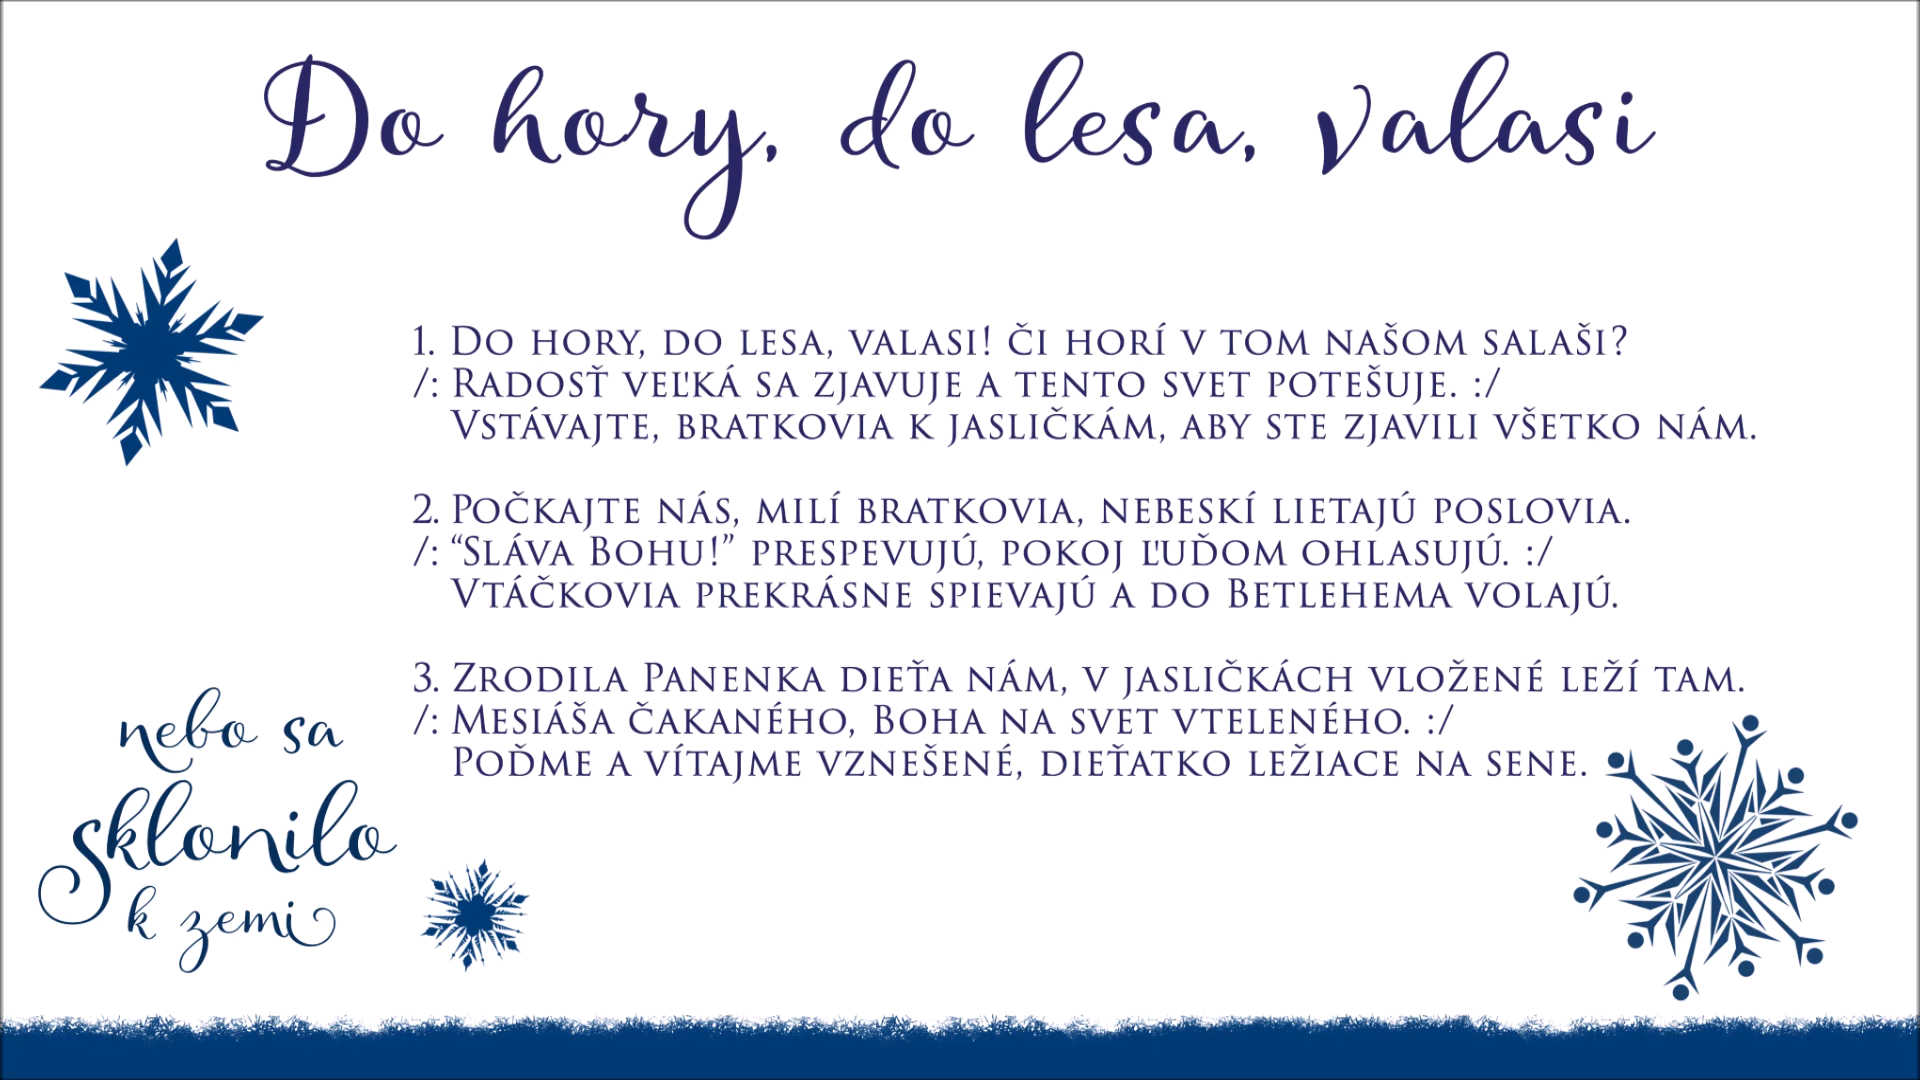 Do hory, do lesa, valasi
1. Do hory, do lesa, valasi! Či horí v tom našom salaši?
/: Radosť veľká sa zjavuje a tento svet potešuje. :/
Vstávajte, bratkovia k jasličkám, aby ste zjavili všetko nám.
2. Počkajte nás, milí bratkovia, nebeskí lietajú poslovia.
/: “Sláva Bohu!” prespevujú, pokoj ľuďom ohlasujú. :/
Vtáčkovia prekrásne spievajú a do Betlehema volajú.
3. Zrodila Panenka dieťa nám, v jasličkách vložené leží tam.
/: Mesiáša čakaného, Boha na svet vteleného. :/
Poďme a vítajme vznešené, dieťatko ležiace na sene.
nebo sa
sklonilo
k zemi